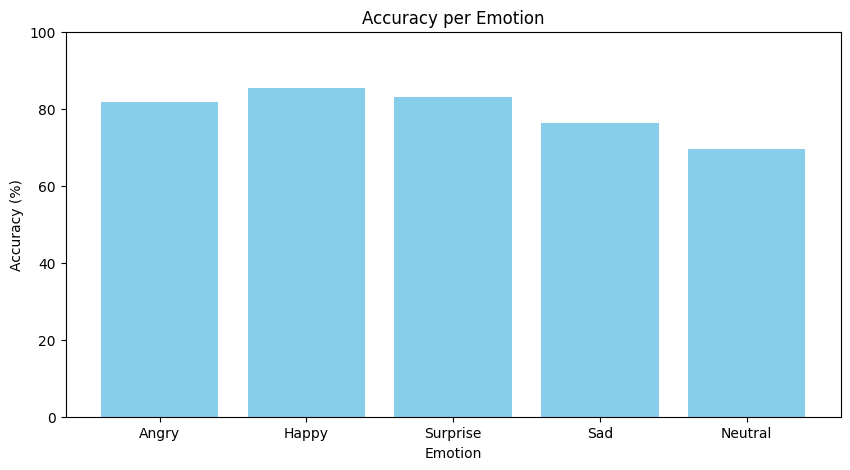 Accuracy per Emotion
100
80
60
40
20
0
Accuracy (%)
Angry Happy Surprise Sad Neutral
Emotion